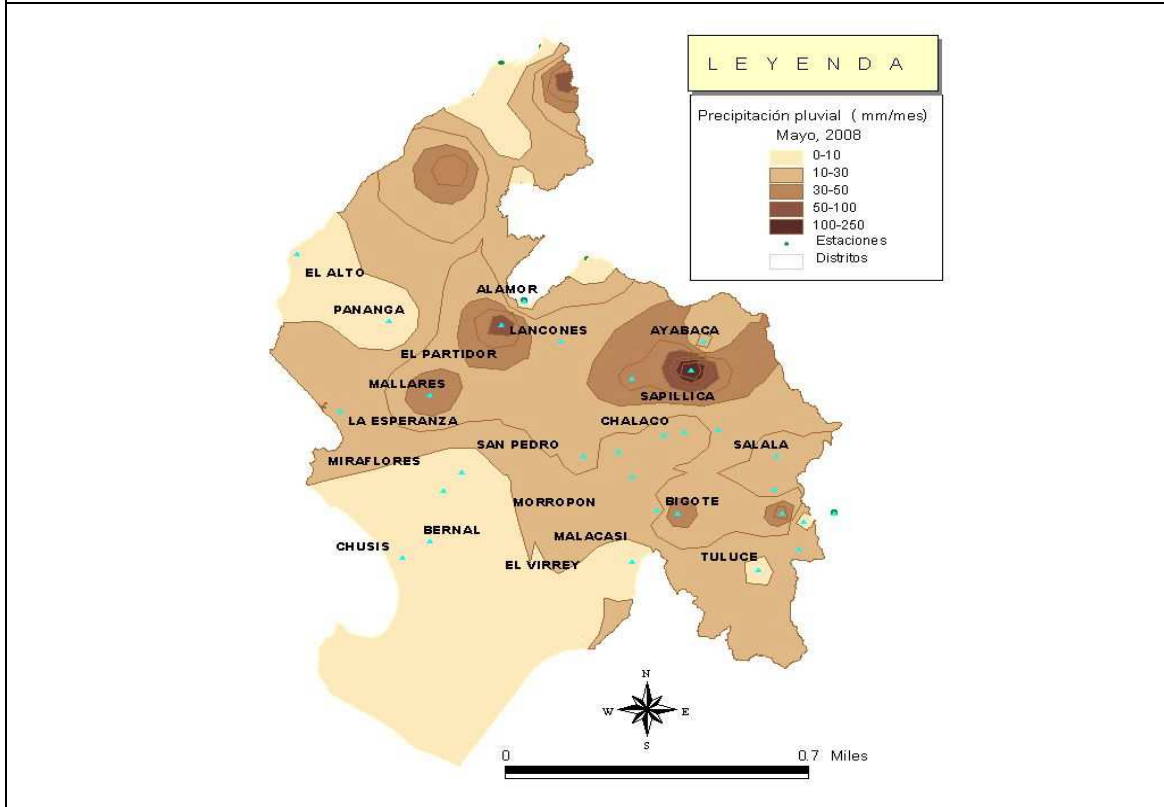 L E Y E N D A
Precipitación pluvial ( mm/mes)
Mayo, 2008
0-10
10-30
30-50
50-100
100-250
Estaciones
Distritos
EL ALTO
ALAMOR
PANANGA
LANCONES
AYABACA
EL PARTIDOR
MALLARES
SAPILLICA
LA ESPERANZA
CHALACO
SAN PEDRO
SALALA
MIRAFLORES
MORROPON
BIGOTE
BERNAL
MALACASI
CHUSIS
EL VIRREY
TULUCE
N
W
E
S
0
0.7 Miles